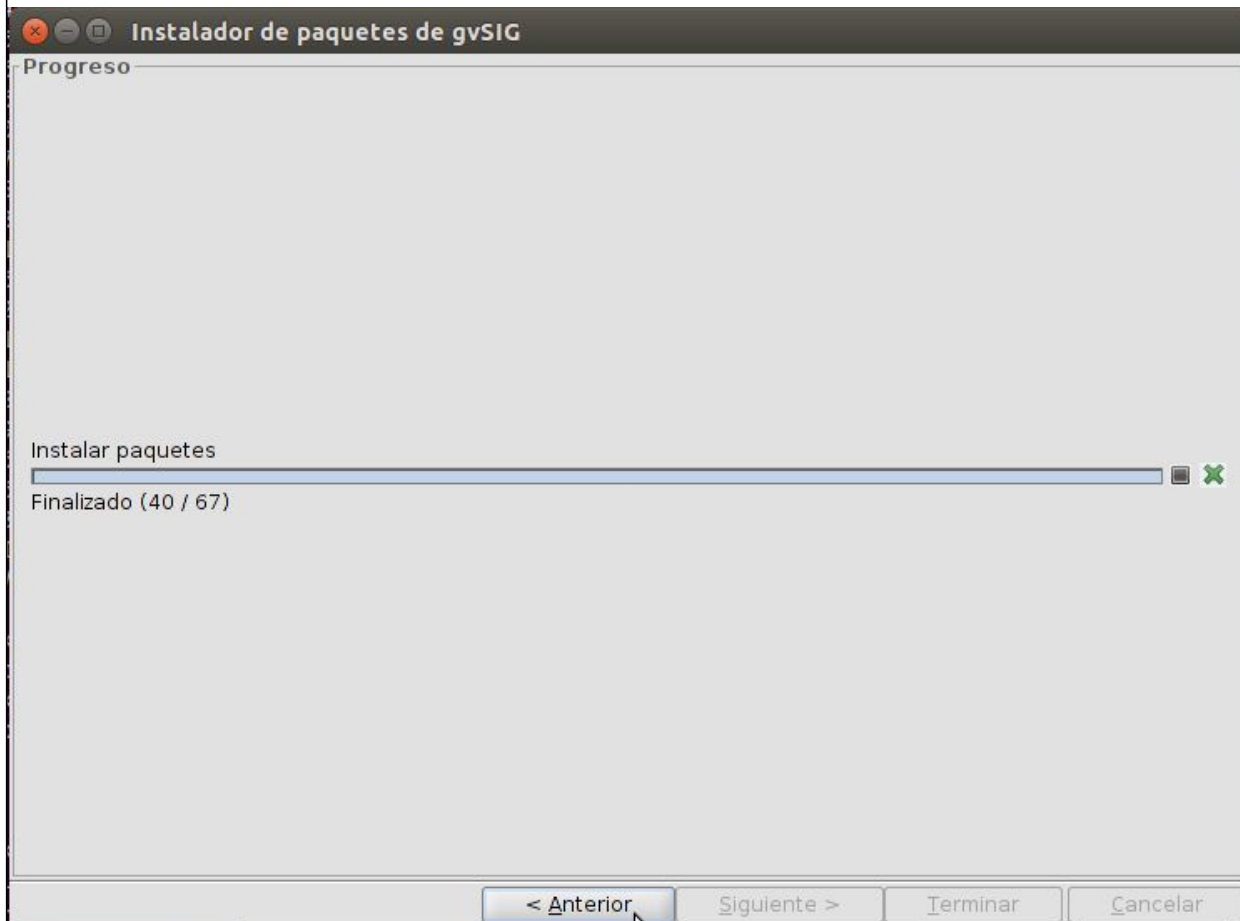 Instalador de paquetes de gvSIG
Progreso
Instalar paquetes
Finalizado (40 / 67)
< Anterior
Siguiente >
Terminar
Cancelar